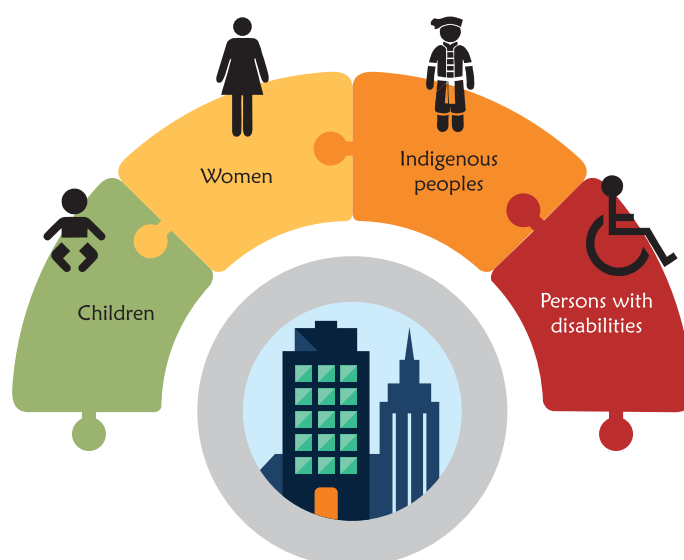 Children
Women
Indigenous
peoples
Persons with
disabilities